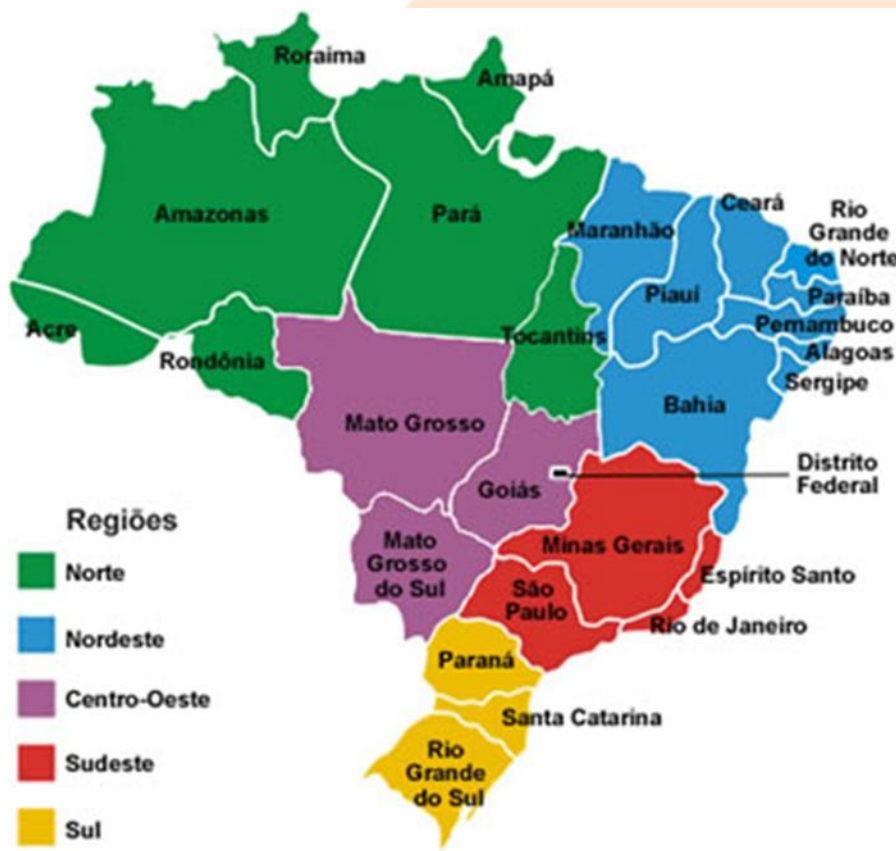 Roraima
Amapá
Amazonas
Pará
Maranhão
Ceará
Rio
Grande
do Norte
Piauí
Paraíba
Pernambuco
Alagoas
Sergipe
Acre
Rondônia
Tocantins
Bahia
Mato Grosso
Goiás
Distrito
Federal
Mato
Grosso
do Sul
Minas Gerais
Espírito Santo
São
Paulo
Rio de Janeiro
Paraná
Santa Catarina
Rio
Grande
do Sul
Regiões
Norte
Nordeste
Centro-Oeste
Sudeste
Sul